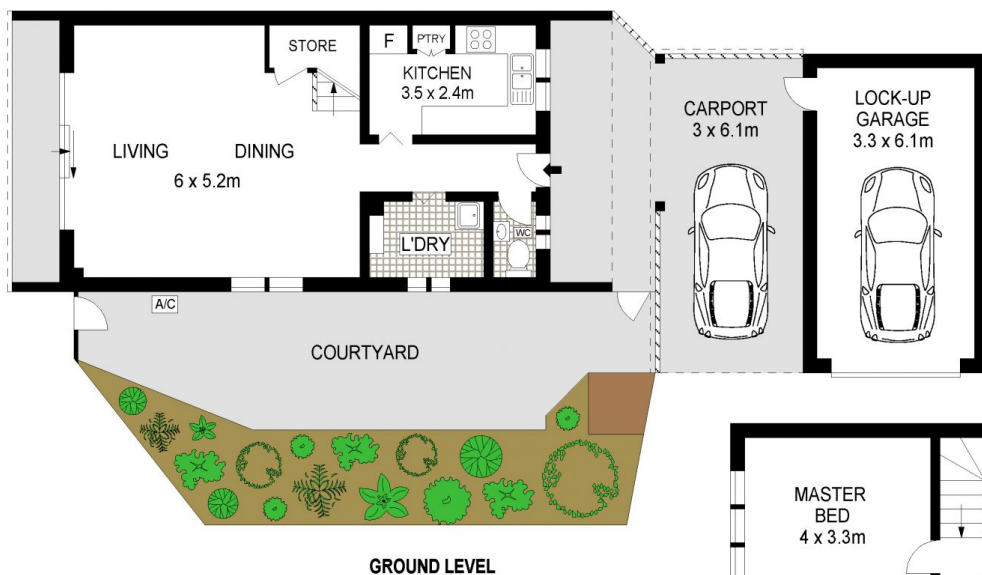 STORE
F
P'TRY
KITCHEN
3.5 x 2.4m
LIVING
DINING
6 x 5.2m
L'DRY
WC
CARPORT
3 x 6.1m
LOCK-UP
GARAGE
3.3 x 6.1m
A/C
COURTYARD
MASTER
BED
4 x 3.3m
GROUND LEVEL